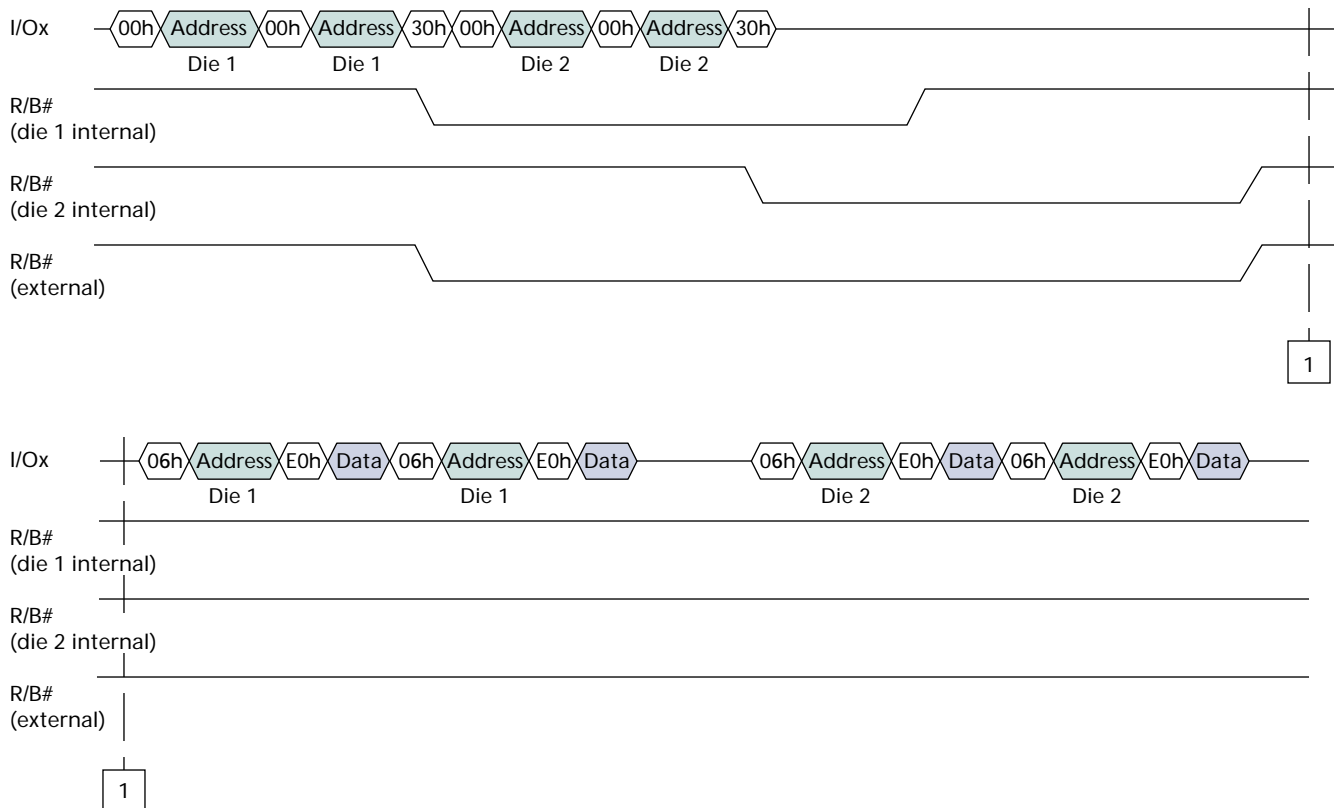 I/Ox 00h Address 00h Address 30h 00h Address 00h Address 30h
Die 1 Die 1 Die 2 Die 2
R/B#
(die 1 internal)
R/B#
(die 2 internal)
R/B#
(external)
1
I/Ox 06h Address E0h Data 06h Address E0h Data 06h Address E0h Data 06h Address E0h Data
Die 1 Die 1 Die 2 Die 2
R/B#
(die 1 internal)
R/B#
(die 2 internal)
R/B#
(external)
1